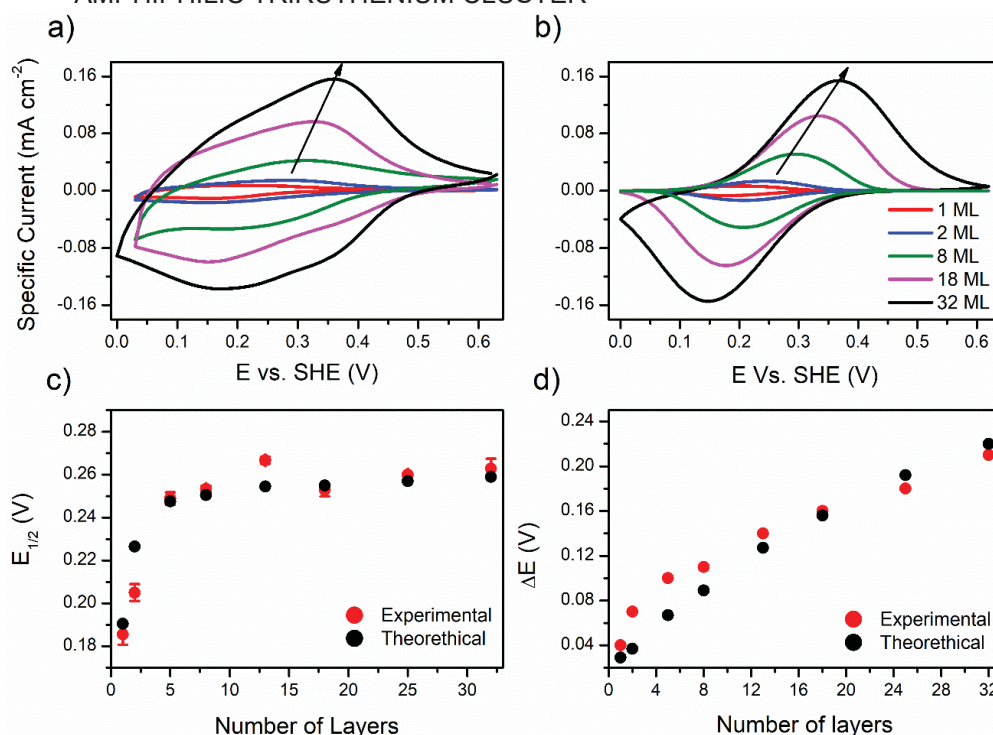 AMPHIPHILIC TRIRUTHENIUM CLUSTER
a)
b)
Specific Current (mA cm⁻²)
0.16
0.08
0.00
-0.08
-0.16
0.0 0.1 0.2 0.3 0.4 0.5 0.6
E vs. SHE (V)
0.16
0.08
0.00
-0.08
-0.16
1 ML
2 ML
8 ML
18 ML
32 ML
0.0 0.1 0.2 0.3 0.4 0.5 0.6
E Vs. SHE (V)
c)
d)
E1/2 (V)
0.28
0.26
0.24
0.22
0.20
0.18
Experimental
Theorethical
0 5 10 15 20 25 30
Number of Layers
ΔE (V)
0.24
0.20
0.16
0.12
0.08
0.04
Experimental
Theorethical
0 4 8 12 16 20 24 28 32
Number of layers